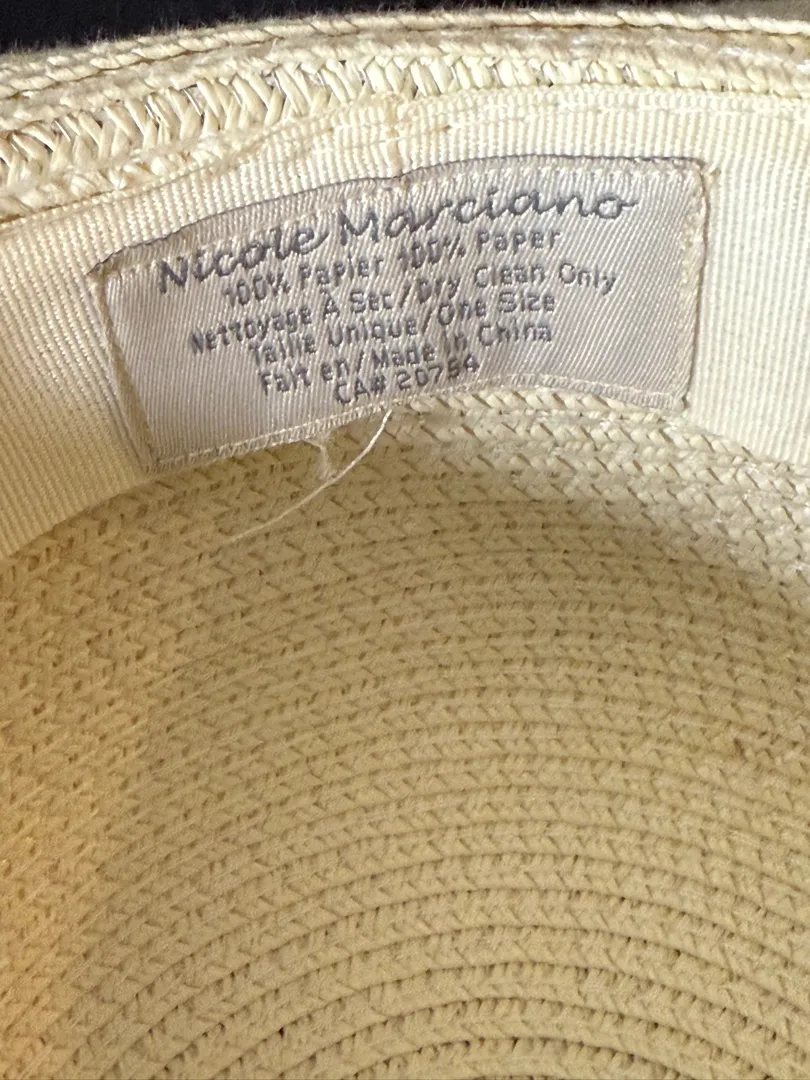 Nicole Marciano
100% Papier 100% Paper
Nettoyage À Sec/Dry Clean Only
Taille Unique/One Size
Fait en/Made in China
CA# 20754